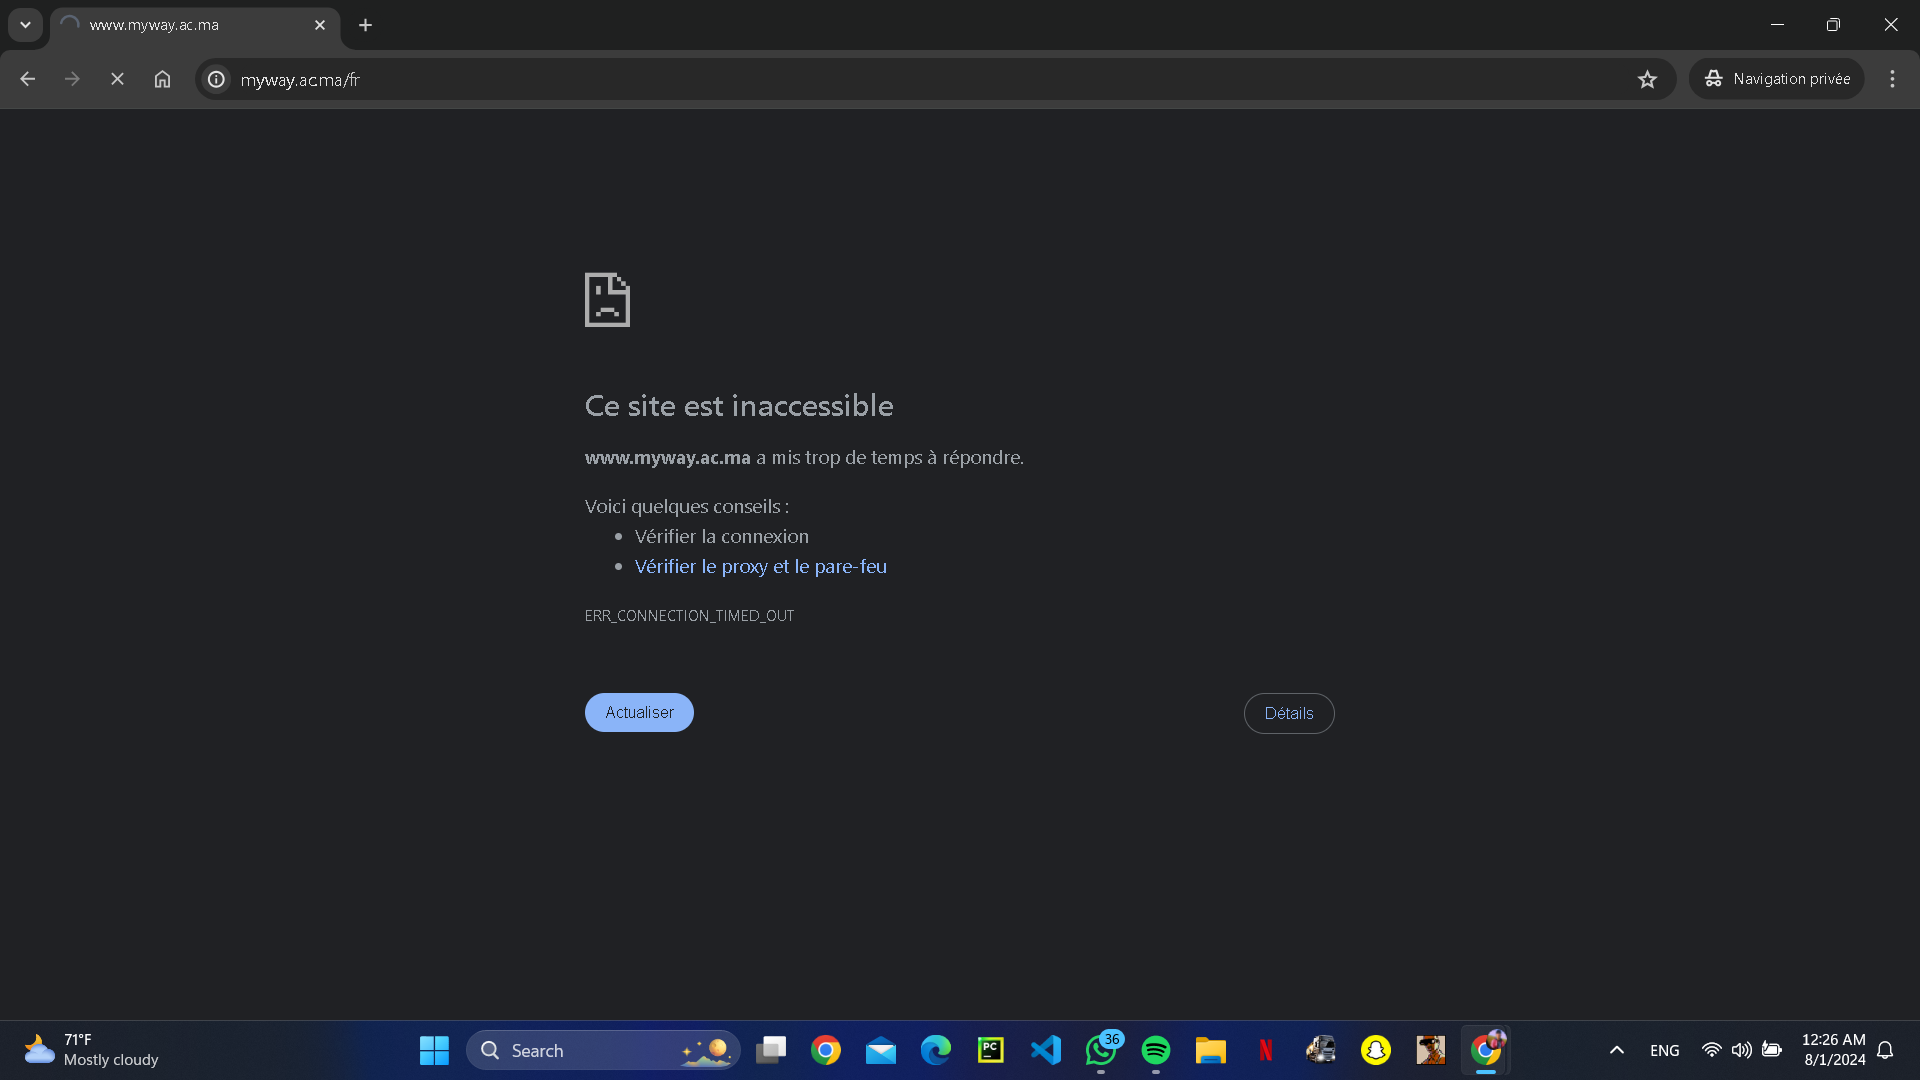 www.myway.ac.ma
myway.ac.ma/fr
Navigation privée
Ce site est inaccessible
www.myway.ac.ma a mis trop de temps à répondre.
Voici quelques conseils :
Vérifier la connexion
Vérifier le proxy et le pare-feu
ERR_CONNECTION_TIMED_OUT
Actualiser
Détails
71°F
Mostly cloudy
Search
PC
36
N
ENG
12:26 AM
8/1/2024